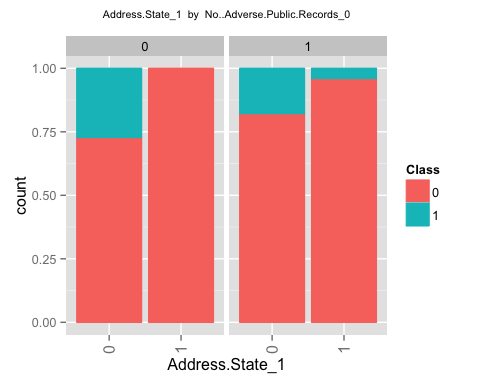 Address.State_1 by No..Adverse.Public.Records_0
0 1
1.00
0.75
0.50
0.25
0.00
count
0 1 0 1
Address.State_1
Class
0
1